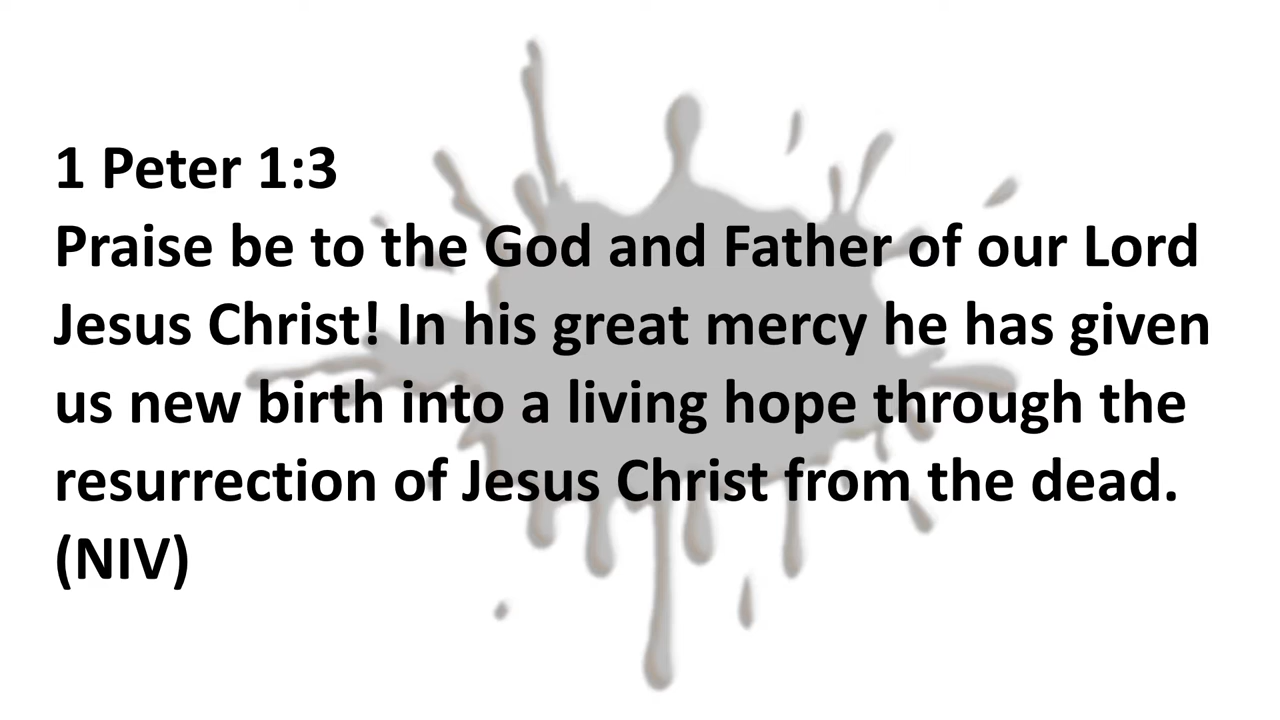 1 Peter 1:3
Praise be to the God and Father of our Lord
Jesus Christ! In his great mercy he has given
us new birth into a living hope through the
resurrection of Jesus Christ from the dead.
(NIV)